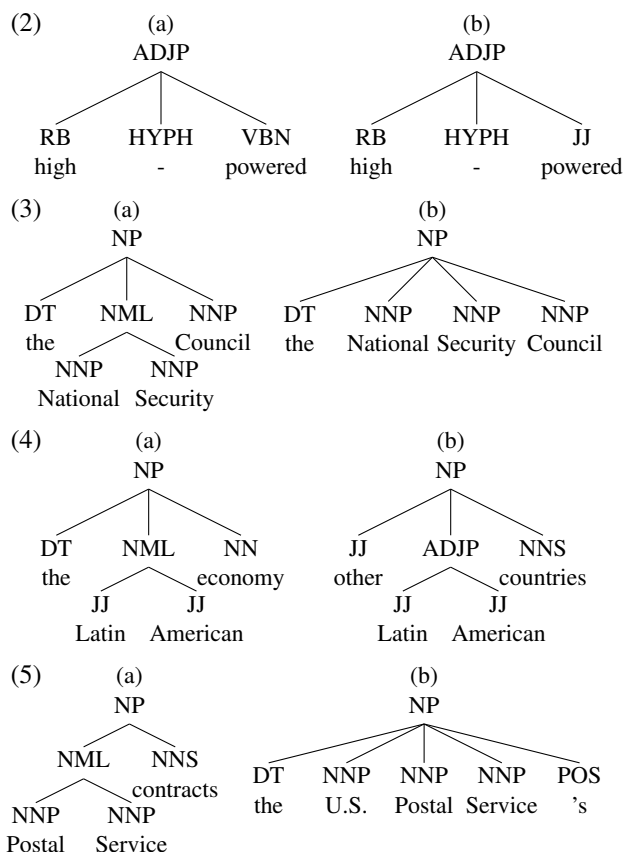 (2) (a) (b)
ADJP ADJP
RB HYPH VBN RB HYPH JJ
high - powered high - powered
(3) (a) (b)
NP NP
DT NML NNP DT NNP NNP NNP
the Council the National Security Council
NNP NNP
National Security
(4) (a) (b)
NP NP
DT NML NN JJ ADJP NNS
the economy other countries
JJ JJ JJ JJ
Latin American Latin American
(5) (a) (b)
NP NP
NML NNS DT NNP NNP NNP POS
contracts the U.S. Postal Service 's
NNP NNP
Postal Service